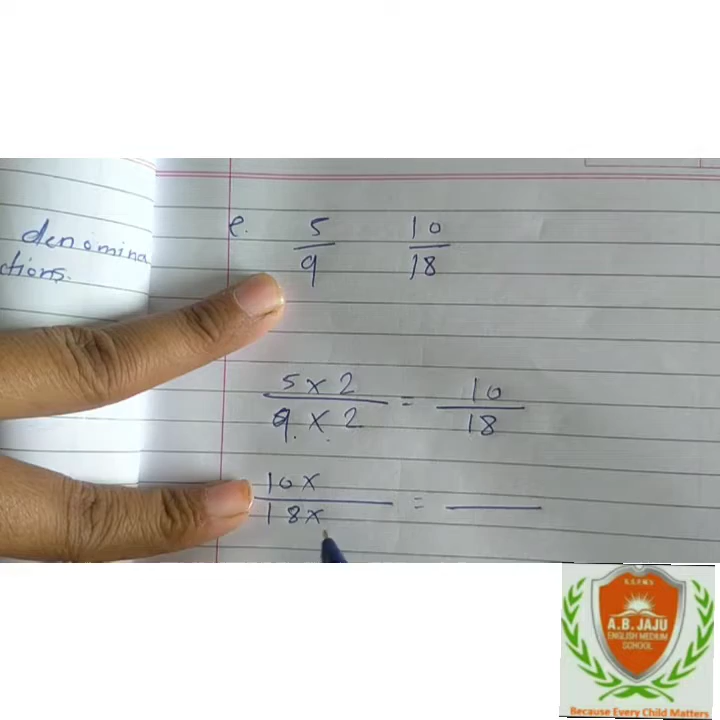 denomina
ctions.
e. 5/9 10/18
5 x 2 / 9 x 2 = 10/18
10 x / 18 x = —
A.B. JAJU
ENGLISH MEDIUM
SCHOOL
Because Every Child Matters